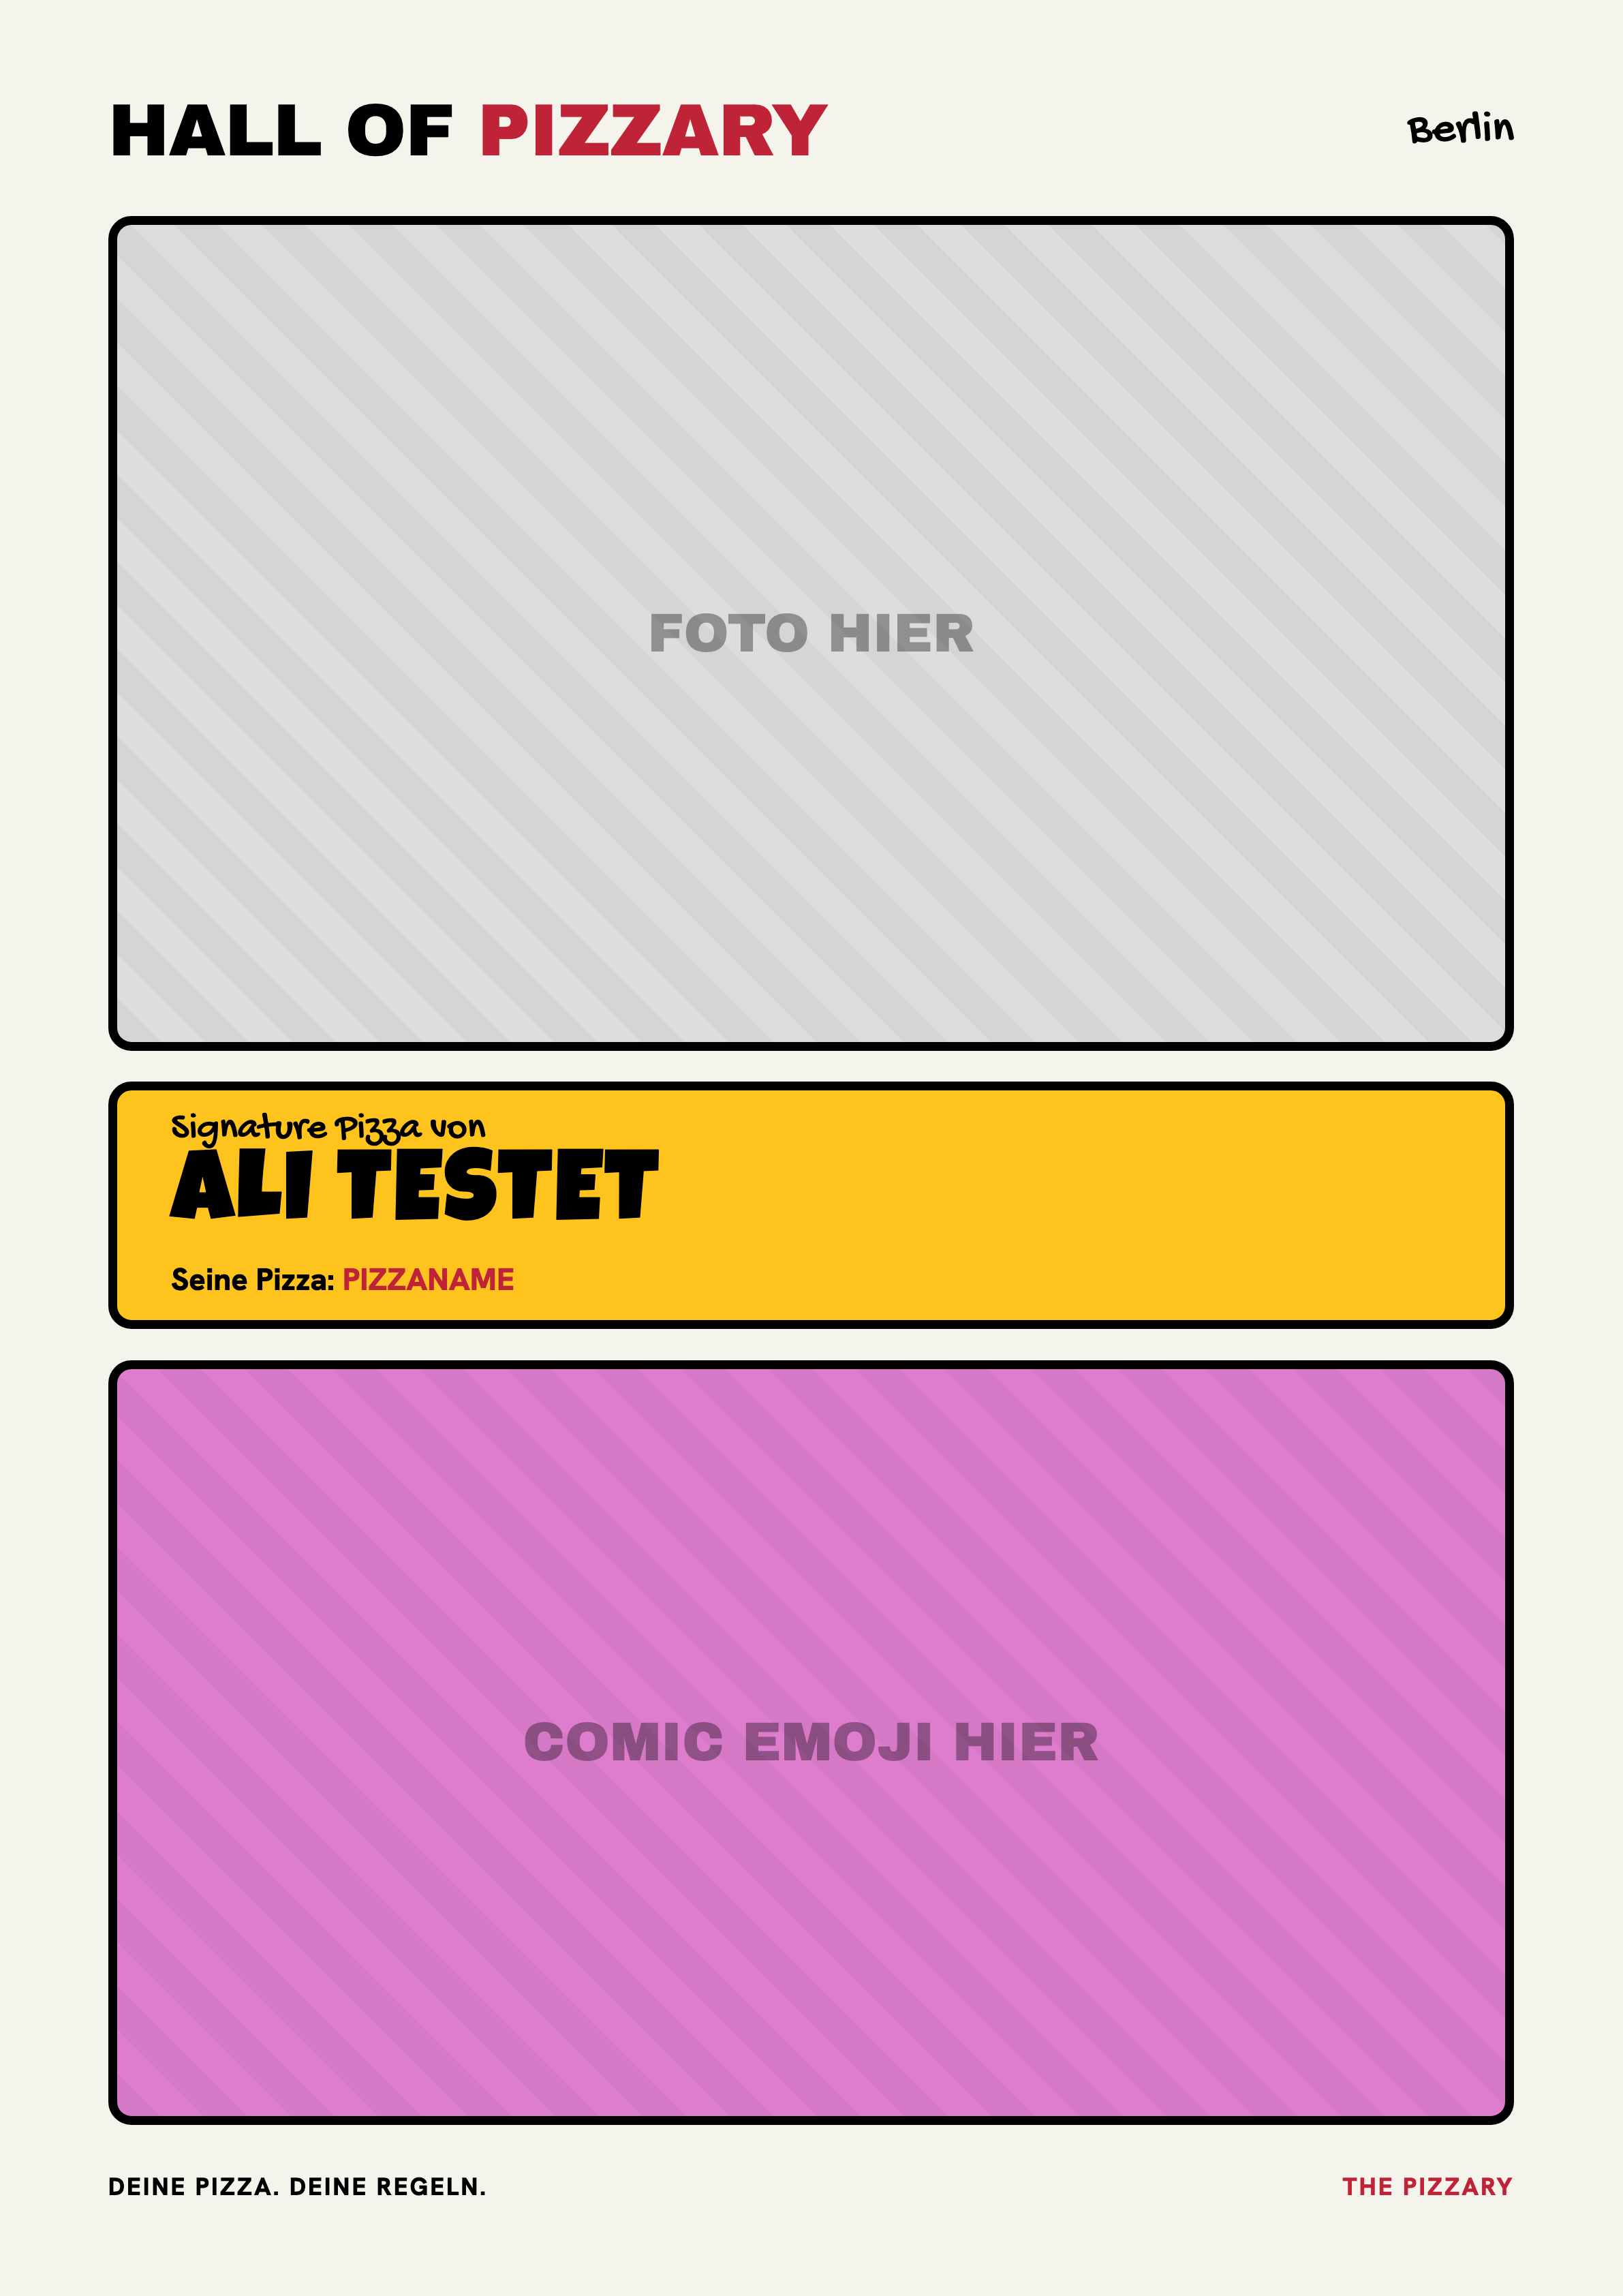 HALL OF PIZZARY
Berlin
FOTO HIER
Signature Pizza von
ALI TESTET
Seine Pizza: PIZZANAME
COMIC EMOJI HIER
DEINE PIZZA. DEINE REGELN.
THE PIZZARY